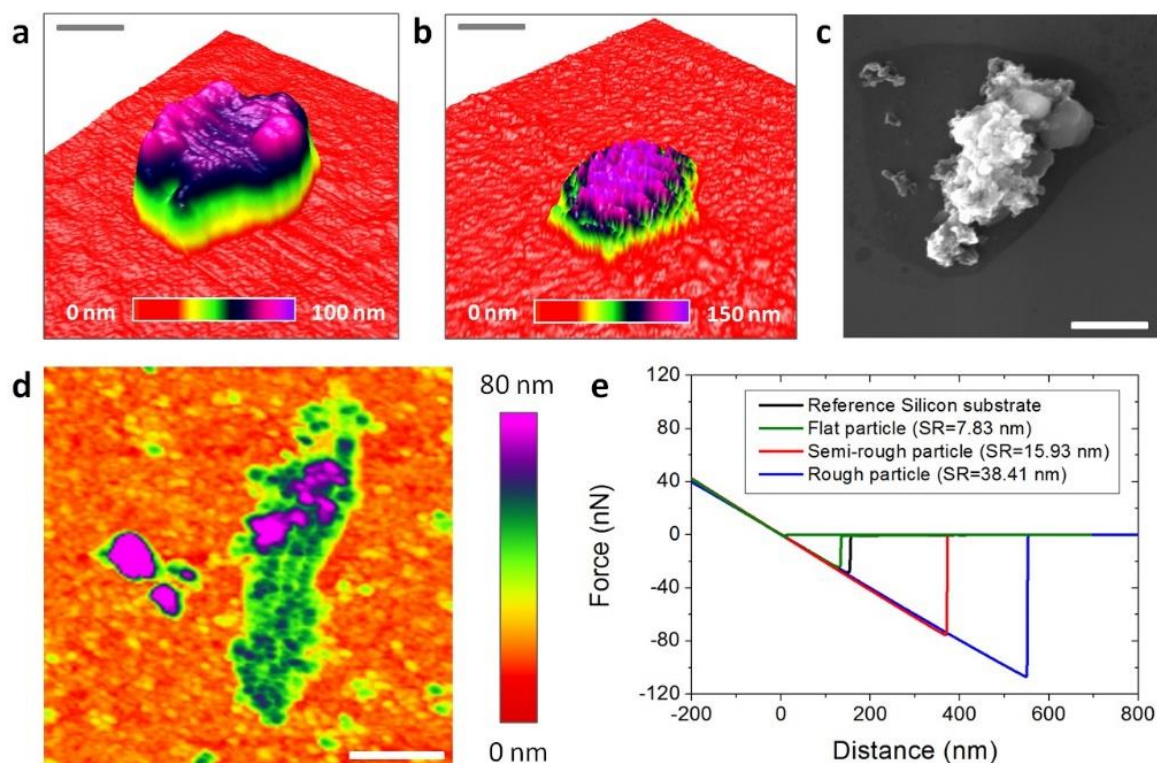 a
0 nm 100 nm
b
0 nm 150 nm
c
d
80 nm
0 nm
e
120
80
40
0
-40
-80
-120
Force (nN)
Reference Silicon substrate
Flat particle (SR=7.83 nm)
Semi-rough particle (SR=15.93 nm)
Rough particle (SR=38.41 nm)
-200 0 200 400 600 800
Distance (nm)